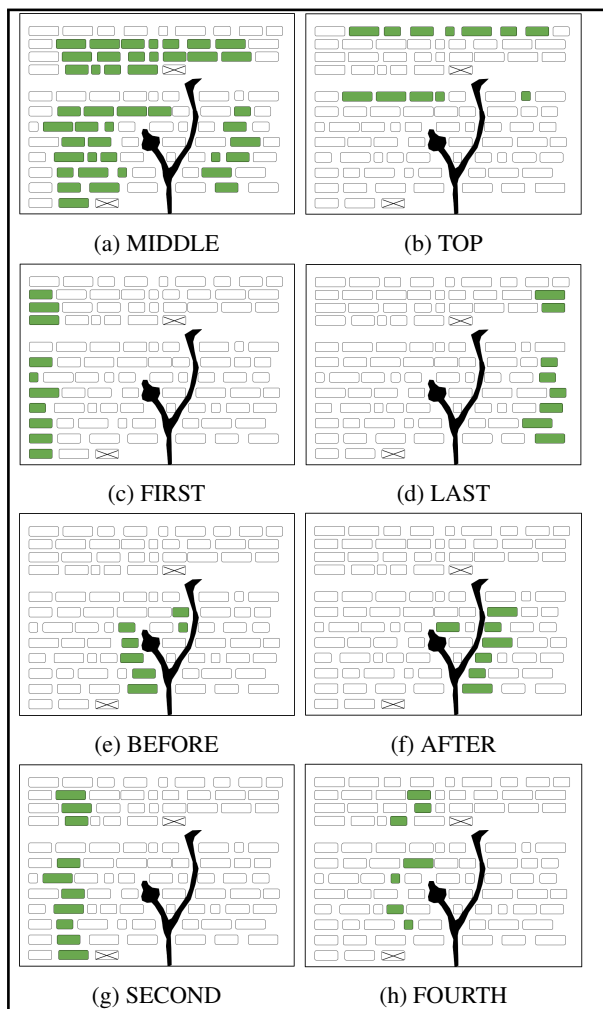 (a) MIDDLE
(b) TOP
(c) FIRST
(d) LAST
(e) BEFORE
(f) AFTER
(g) SECOND
(h) FOURTH